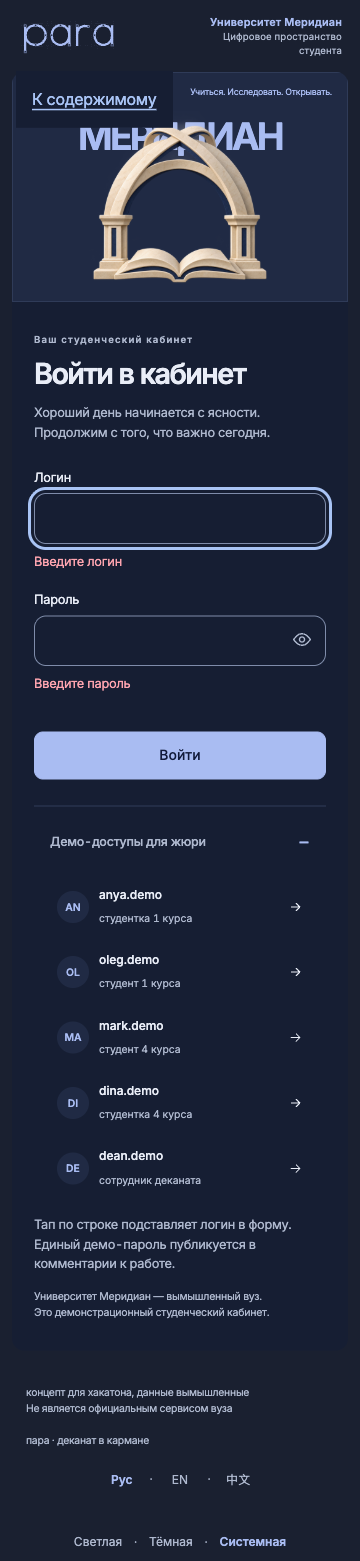 para
Университет Меридиан
Цифровое пространство
студента
К содержимому
Учиться. Исследовать. Открывать.
МЕРИДИАН
Ваш студенческий кабинет
Войти в кабинет
Хороший день начинается с ясности.
Продолжим с того, что важно сегодня.
Логин
Введите логин
Пароль
Введите пароль
Войти
Демо-доступы для жюри
AN
anya.demo
студентка 1 курса
OL
oleg.demo
студент 1 курса
MA
mark.demo
студент 4 курса
DI
dina.demo
студентка 4 курса
DE
dean.demo
сотрудник деканата
Тап по строке подставляет логин в форму.
Единый демо-пароль публикуется в
комментарии к работе.
Университет Меридиан — вымышленный вуз.
Это демонстрационный студенческий кабинет.
концепт для хакатона, данные вымышленные
Не является официальным сервисом вуза
пара · деканат в кармане
Рус · EN · 中文
Светлая · Тёмная · Системная